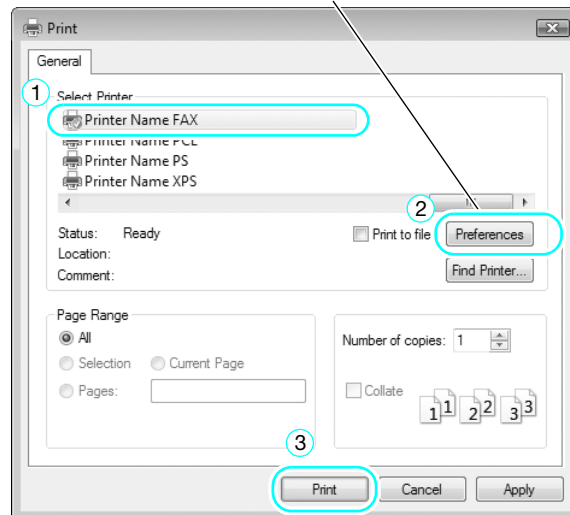 Print
General
1
Select Printer
Printer Name FAX
Printer Name PCL
Printer Name PS
Printer Name XPS
2
Status: Ready
Print to file
Preferences
Location:
Comment:
Find Printer...
Page Range
All
Selection
Current Page
Pages:
Number of copies: 1
Collate
1 1 2 2 3 3
3
Print
Cancel
Apply